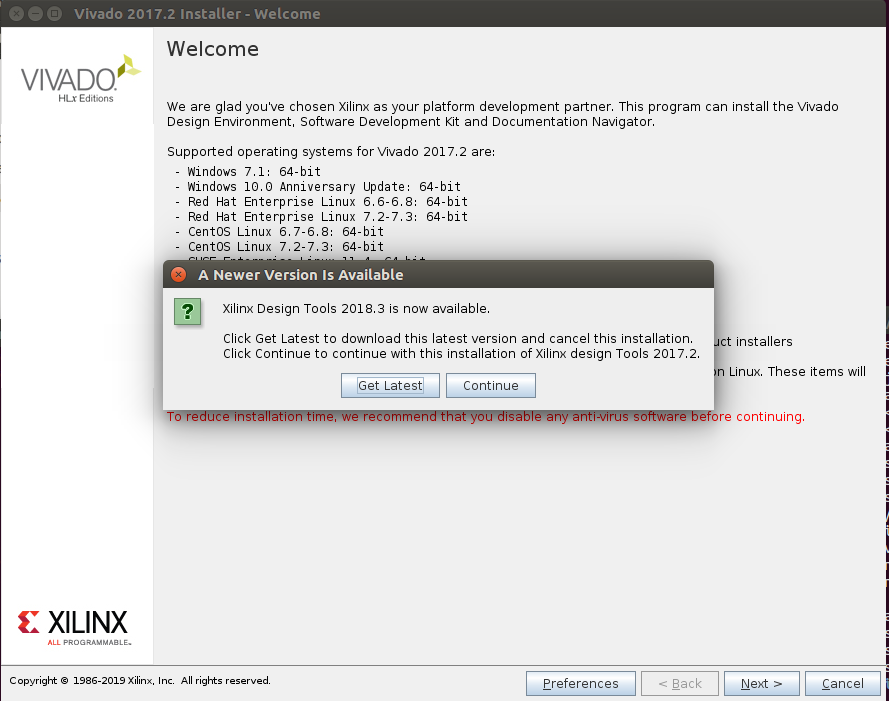 Vivado 2017.2 Installer - Welcome
VIVADO.
HLx Editions
Welcome
We are glad you've chosen Xilinx as your platform development partner. This program can install the Vivado
Design Environment, Software Development Kit and Documentation Navigator.
Supported operating systems for Vivado 2017.2 are:
- Windows 7.1: 64-bit
- Windows 10.0 Anniversary Update: 64-bit
- Red Hat Enterprise Linux 6.6-6.8: 64-bit
- Red Hat Enterprise Linux 7.2-7.3: 64-bit
- CentOS Linux 6.7-6.8: 64-bit
- CentOS Linux 7.2-7.3: 64-bit
A Newer Version Is Available
?
Xilinx Design Tools 2018.3 is now available.
Click Get Latest to download this latest version and cancel this installation.
Click Continue to continue with this installation of Xilinx design Tools 2017.2.
Get Latest
Continue
installers
on Linux. These items will
To reduce installation time, we recommend that you disable any anti-virus software before continuing.
XILINX
ALL PROGRAMMABLE™
Copyright © 1986-2019 Xilinx, Inc. All rights reserved.
Preferences
< Back
Next >
Cancel